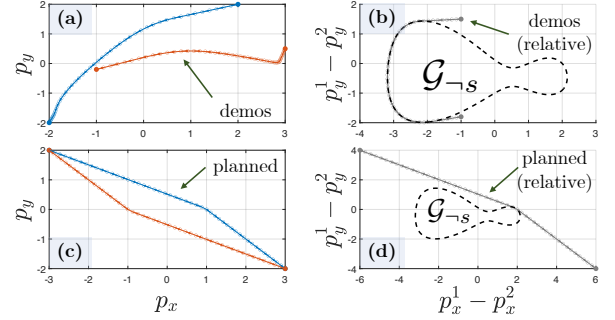 (a)
p_y
2
1
0
-1
-2
-2 -1 0 1 2 3
demos
(b)
p_y^1 − p_y^2
2
1
0
-1
-2
-4 -3 -2 -1 0 1 2 3
demos
(relative)
𝒢_¬s
(c)
p_y
2
1
0
-1
-2
-3 -2 -1 0 1 2 3
p_x
planned
(d)
p_y^1 − p_y^2
4
2
0
-2
-4
-6 -4 -2 0 2 4 6
p_x^1 − p_x^2
planned
(relative)
𝒢_¬s